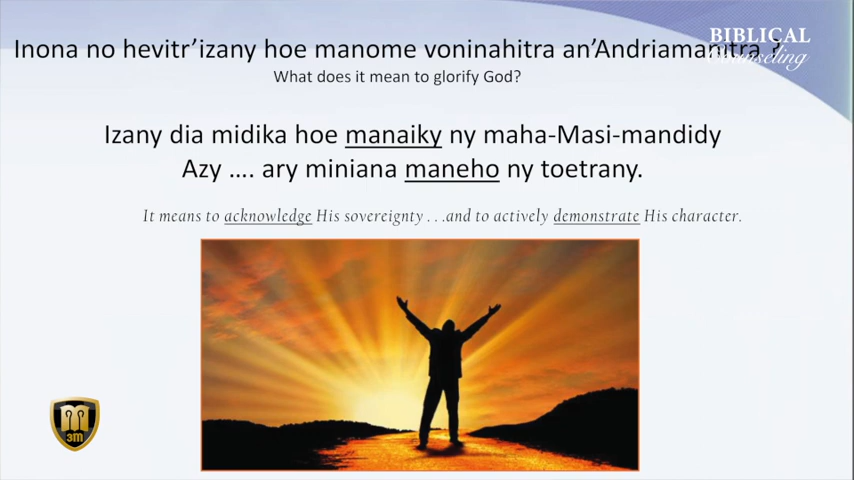 Inona no hevitr’izany hoe manome voninahitra an’Andriamanitra ?
BIBLICAL
Counseling
What does it mean to glorify God?
Izany dia midika hoe manaiky ny maha-Masi-mandidy
Azy .... ary miniana maneho ny toetrany.
It means to acknowledge His sovereignty . . .and to actively demonstrate His character.
3m